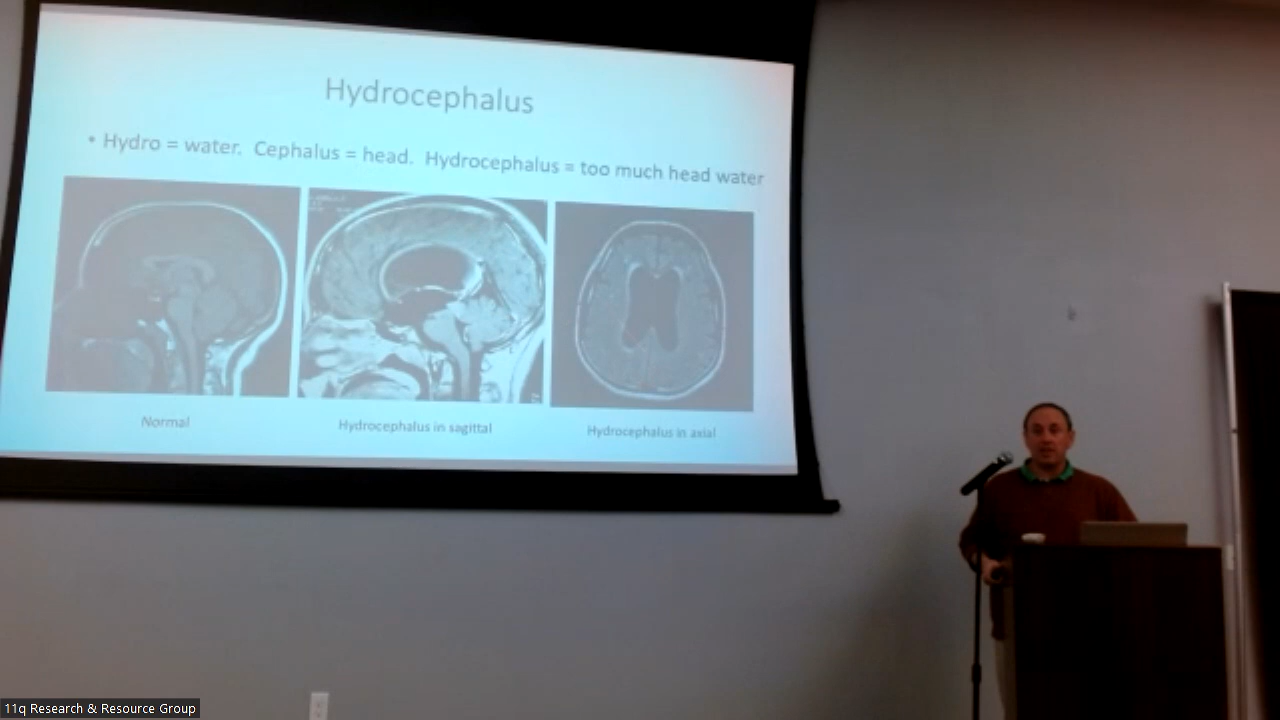 Hydrocephalus
• Hydro = water. Cephalus = head. Hydrocephalus = too much head water
Normal
Hydrocephalus in sagittal
Hydrocephalus in axial
11q Research & Resource Group